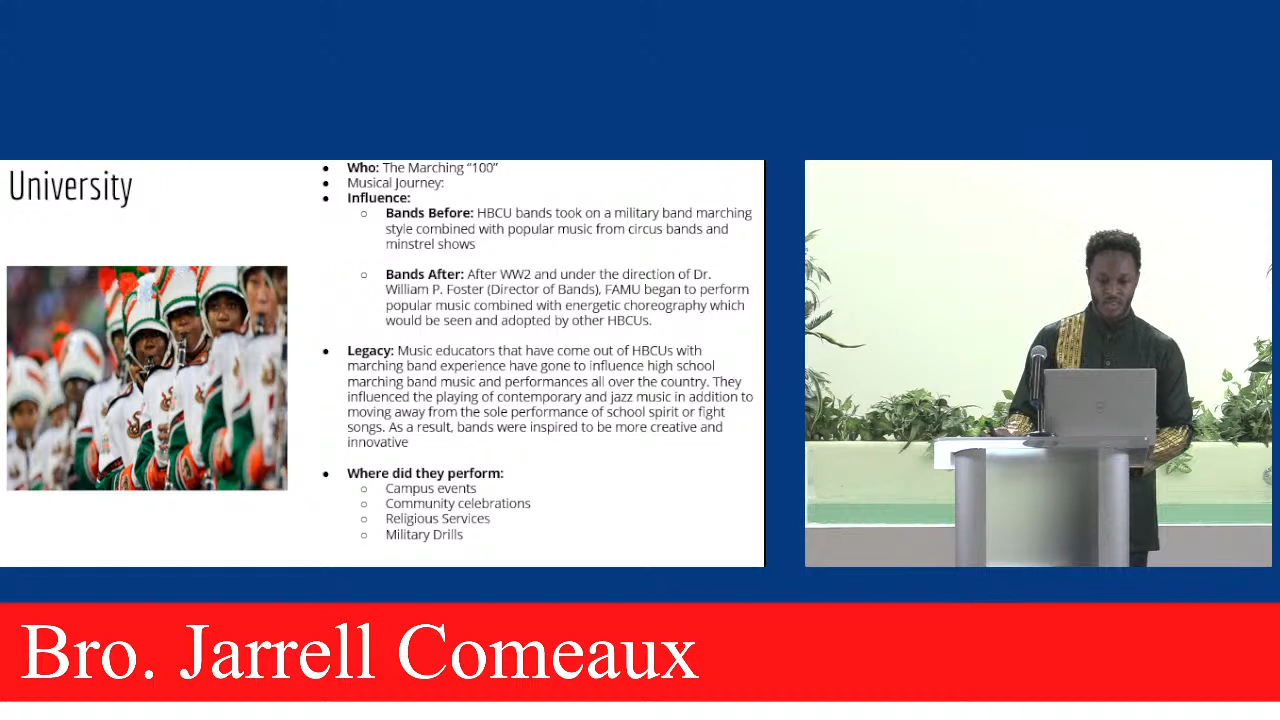 University
Who: The Marching “100”
Musical Journey:
Influence:
Bands Before: HBCU bands took on a military band marching
style combined with popular music from circus bands and
minstrel shows
Bands After: After WW2 and under the direction of Dr.
William P. Foster (Director of Bands), FAMU began to perform
popular music combined with energetic choreography which
would be seen and adopted by other HBCUs.
Legacy: Music educators that have come out of HBCUs with
marching band experience have gone to influence high school
marching band music and performances all over the country. They
influenced the playing of contemporary and jazz music in addition to
moving away from the sole performance of school spirit or fight
songs. As a result, bands were inspired to be more creative and
innovative
Where did they perform:
Campus events
Community celebrations
Religious Services
Military Drills
Bro. Jarrell Comeaux